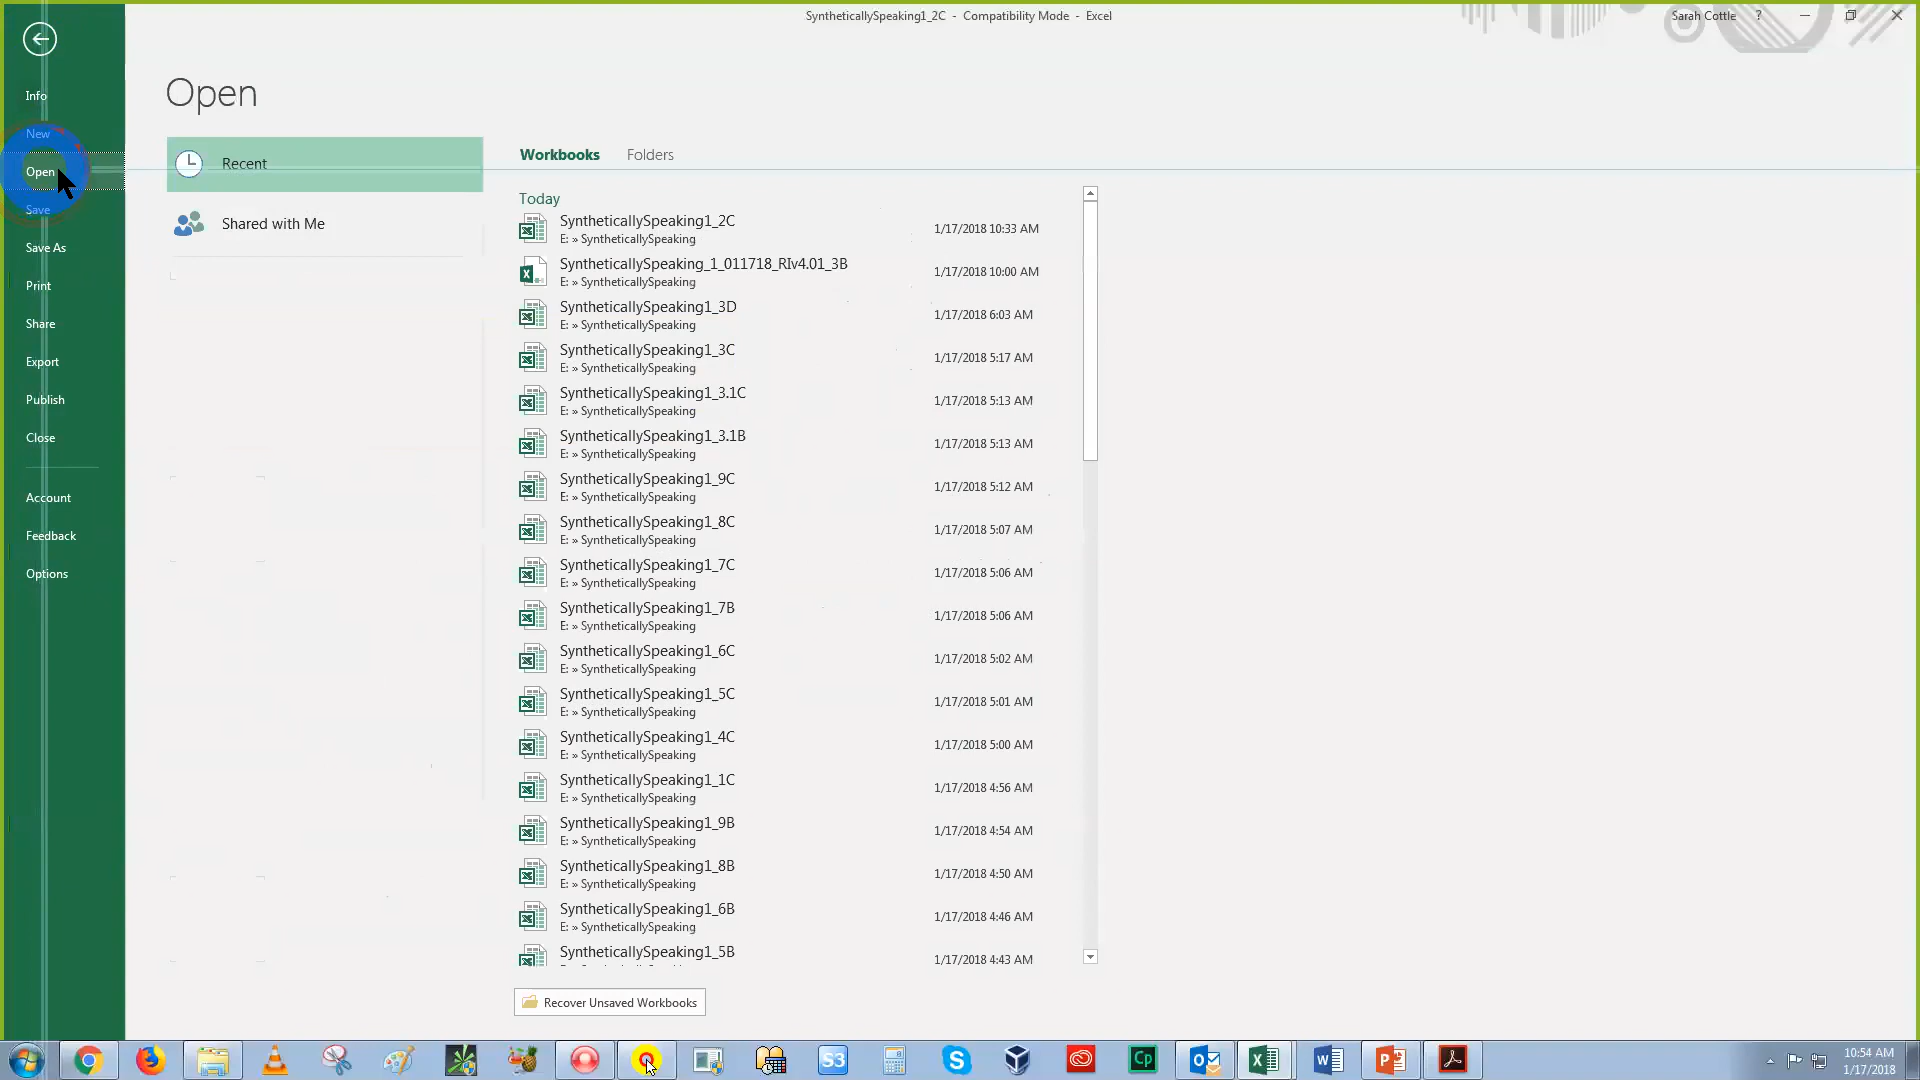 SyntheticallySpeaking1_2C - Compatibility Mode - Excel
Sarah Cottle
?
Info
New
Open
Save
Save As
Print
Share
Export
Publish
Close
Account
Feedback
Options
Open
Recent
Shared with Me
Workbooks Folders
Today
SyntheticallySpeaking1_2C 1/17/2018 10:33 AM
E: » SyntheticallySpeaking
SyntheticallySpeaking_1_011718_RIv4.01_3B 1/17/2018 10:00 AM
E: » SyntheticallySpeaking
SyntheticallySpeaking1_3D 1/17/2018 6:03 AM
E: » SyntheticallySpeaking
SyntheticallySpeaking1_3C 1/17/2018 5:17 AM
E: » SyntheticallySpeaking
SyntheticallySpeaking1_3.1C 1/17/2018 5:13 AM
E: » SyntheticallySpeaking
SyntheticallySpeaking1_3.1B 1/17/2018 5:13 AM
E: » SyntheticallySpeaking
SyntheticallySpeaking1_9C 1/17/2018 5:12 AM
E: » SyntheticallySpeaking
SyntheticallySpeaking1_8C 1/17/2018 5:07 AM
E: » SyntheticallySpeaking
SyntheticallySpeaking1_7C 1/17/2018 5:06 AM
E: » SyntheticallySpeaking
SyntheticallySpeaking1_7B 1/17/2018 5:06 AM
E: » SyntheticallySpeaking
SyntheticallySpeaking1_6C 1/17/2018 5:02 AM
E: » SyntheticallySpeaking
SyntheticallySpeaking1_5C 1/17/2018 5:01 AM
E: » SyntheticallySpeaking
SyntheticallySpeaking1_4C 1/17/2018 5:00 AM
E: » SyntheticallySpeaking
SyntheticallySpeaking1_1C 1/17/2018 4:56 AM
E: » SyntheticallySpeaking
SyntheticallySpeaking1_9B 1/17/2018 4:54 AM
E: » SyntheticallySpeaking
SyntheticallySpeaking1_8B 1/17/2018 4:50 AM
E: » SyntheticallySpeaking
SyntheticallySpeaking1_6B 1/17/2018 4:46 AM
E: » SyntheticallySpeaking
SyntheticallySpeaking1_5B 1/17/2018 4:43 AM
Recover Unsaved Workbooks
S3
Cp
10:54 AM
1/17/2018